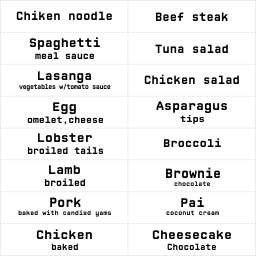 Chiken noodle
Beef steak
Spaghetti
meal sauce
Tuna salad
Lasanga
vegetables w/tomato sauce
Chicken salad
Egg
omelet,cheese
Asparagus
tips
Lobster
broiled tails
Broccoli
Lamb
broiled
Brownie
chocolate
Pork
baked with candied yams
Pai
coconut cream
Chicken
baked
Cheesecake
Chocolate